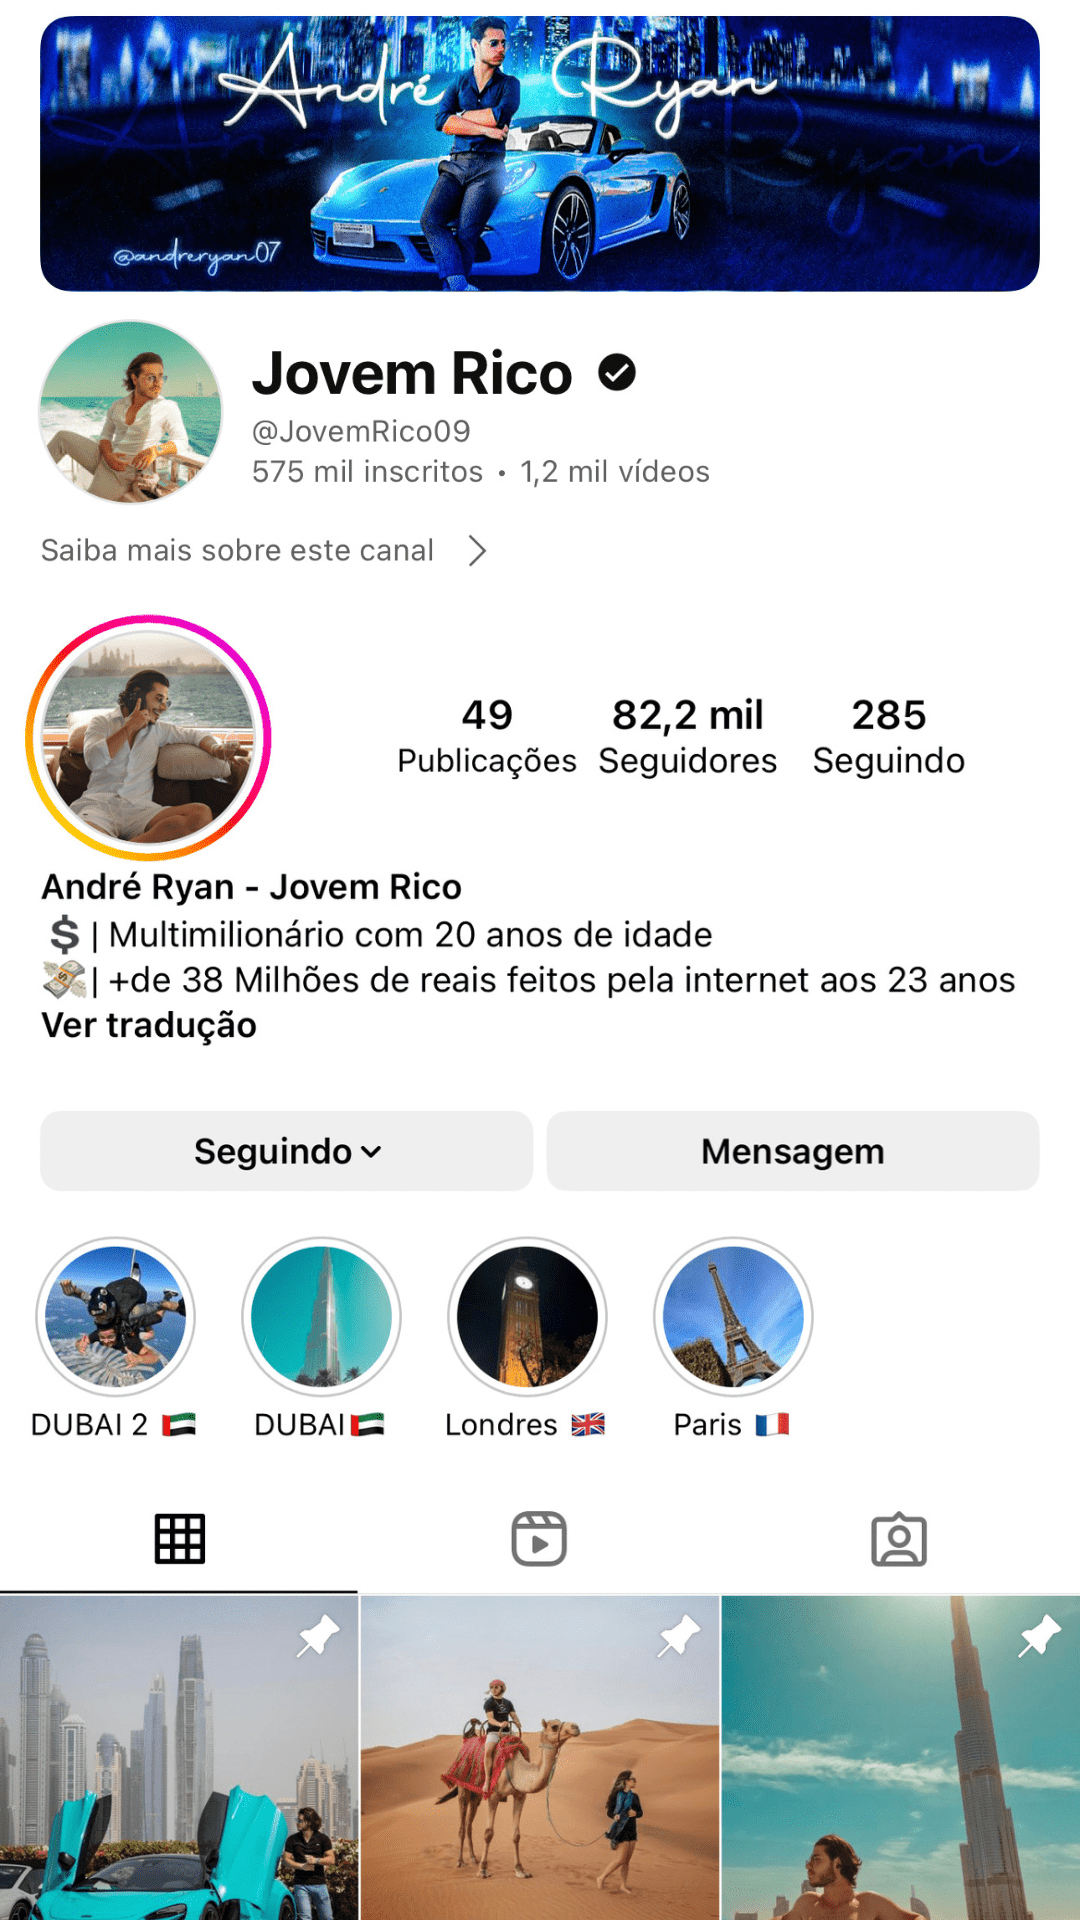 André Ryan
@andreryan07
Jovem Rico
@JovemRico09
575 mil inscritos • 1,2 mil vídeos
Saiba mais sobre este canal
49 82,2 mil 285
Publicações Seguidores Seguindo
André Ryan - Jovem Rico
💲| Multimilionário com 20 anos de idade
💸| +de 38 Milhões de reais feitos pela internet aos 23 anos
Ver tradução
Seguindo Mensagem
DUBAI 2 🇦🇪 DUBAI🇦🇪 Londres 🇬🇧 Paris 🇫🇷